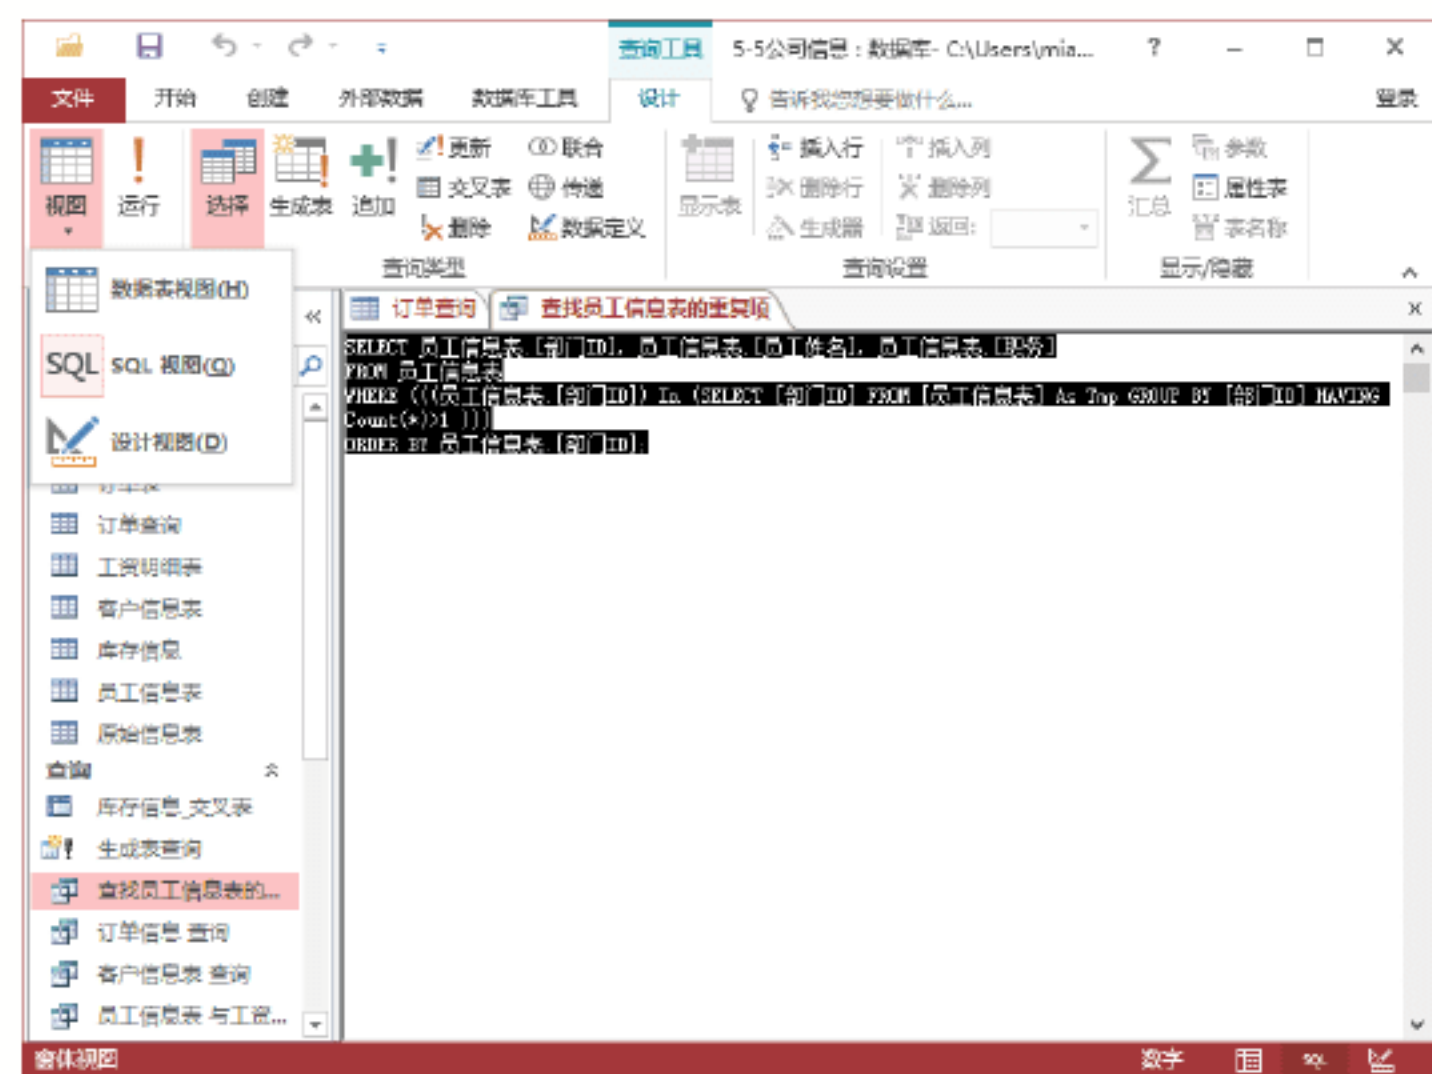 查询工具 5-5公司信息：数据库- C:\Users\mia... ?
文件 开始 创建 外部数据 数据库工具 设计 告诉我您想要做什么... 登录
视图 运行 选择 生成表 追加 更新 交叉表 删除 联合 传递 数据定义
查询类型
显示表 插入行 删除行 生成器 插入列 删除列 返回:
查询设置
汇总 参数 属性表 表名称
显示/隐藏
数据表视图(H)
SQL SQL 视图(Q)
设计视图(D)
订单表
订单查询
工资明细表
客户信息表
库存信息
员工信息表
原始信息表
查询
库存信息_交叉表
生成表查询
查找员工信息表的...
订单信息 查询
客户信息表 查询
员工信息表 与工资...
订单查询 查找员工信息表的重复项
SELECT 员工信息表.[部门ID], 员工信息表.[员工姓名], 员工信息表.[职务]
FROM 员工信息表
WHERE (((员工信息表.[部门ID]) In (SELECT [部门ID] FROM [员工信息表] As Tmp GROUP BY [部门ID] HAVING
Count(*)>1 )))
ORDER BY 员工信息表.[部门ID];
窗体视图 数字 SQL